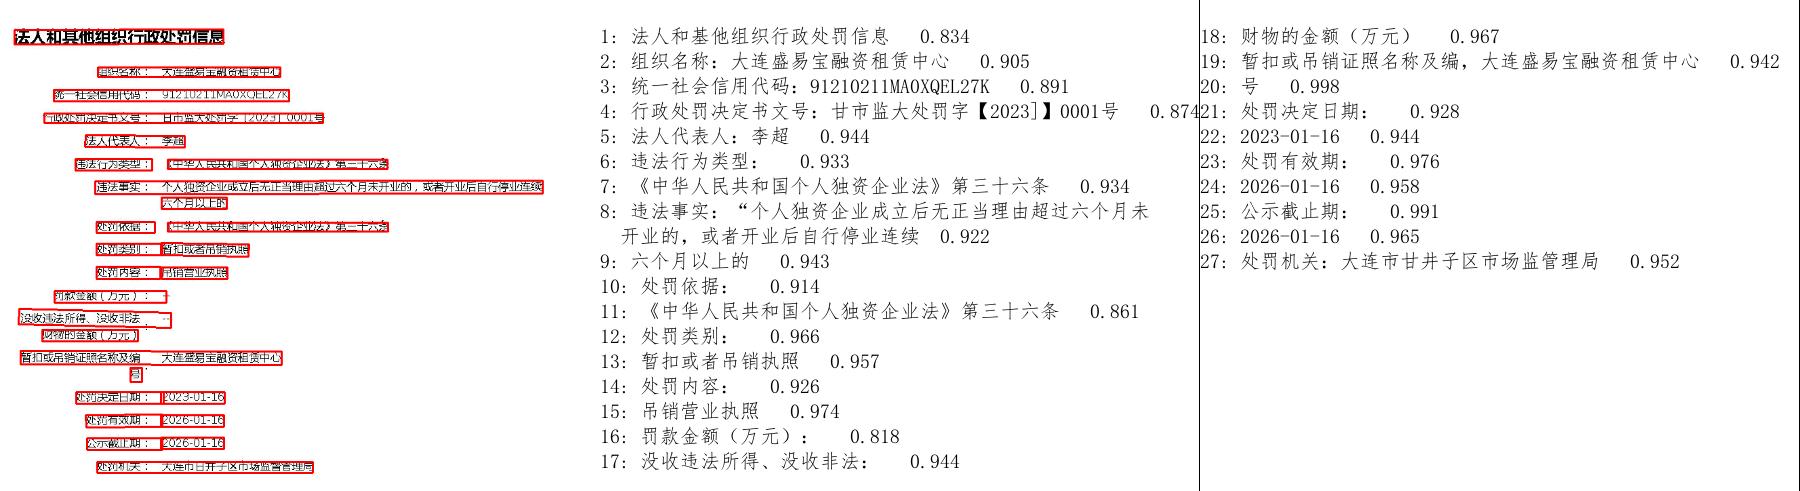 法人和其他组织行政处罚信息
组织名称： 大连盛易宝融资租赁中心
统一社会信用代码： 91210211MA0XQEL27K
行政处罚决定书文号： 甘市监大处罚字［2023］0001号
法人代表人： 李超
违法行为类型： 《中华人民共和国个人独资企业法》第三十六条
违法事实： 个人独资企业成立后无正当理由超过六个月未开业的，或者开业后自行停业连续
六个月以上的
处罚依据： 《中华人民共和国个人独资企业法》第三十六条
处罚类别： 暂扣或者吊销执照
处罚内容： 吊销营业执照
罚款金额（万元）： --
没收违法所得、没收非法 ： --
财物的金额（万元）
暂扣或吊销证照名称及编 ： 大连盛易宝融资租赁中心
号
处罚决定日期： 2023-01-16
处罚有效期： 2026-01-16
公示截止期： 2026-01-16
处罚机关： 大连市甘井子区市场监督管理局
1: 法人和基他组织行政处罚信息 0.834
2: 组织名称：大连盛易宝融资租赁中心 0.905
3: 统一社会信用代码：91210211MA0XQEL27K 0.891
4: 行政处罚决定书文号：甘市监大处罚字【2023]】0001号 0.874
5: 法人代表人：李超 0.944
6: 违法行为类型： 0.933
7: 《中华人民共和国个人独资企业法》第三十六条 0.934
8: 违法事实：“个人独资企业成立后无正当理由超过六个月未
开业的，或者开业后自行停业连续 0.922
9: 六个月以上的 0.943
10: 处罚依据： 0.914
11: 《中华人民共和国个人独资企业法》第三十六条 0.861
12: 处罚类别： 0.966
13: 暂扣或者吊销执照 0.957
14: 处罚内容： 0.926
15: 吊销营业执照 0.974
16: 罚款金额（万元）： 0.818
17: 没收违法所得、没收非法： 0.944
18: 财物的金额（万元） 0.967
19: 暂扣或吊销证照名称及编，大连盛易宝融资租赁中心 0.942
20: 号 0.998
21: 处罚决定日期： 0.928
22: 2023-01-16 0.944
23: 处罚有效期： 0.976
24: 2026-01-16 0.958
25: 公示截止期： 0.991
26: 2026-01-16 0.965
27: 处罚机关：大连市甘井子区市场监管理局 0.952